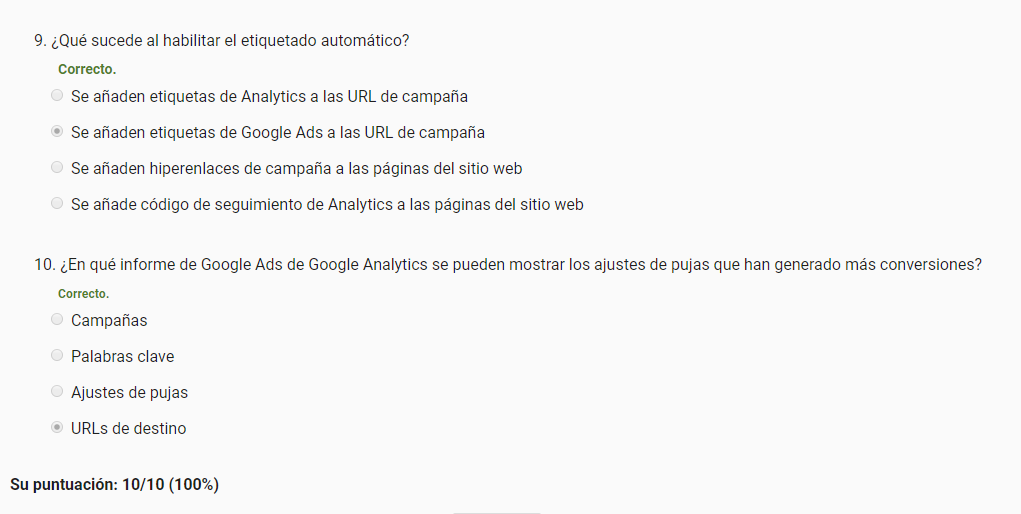 9. ¿Qué sucede al habilitar el etiquetado automático?
Correcto.
Se añaden etiquetas de Analytics a las URL de campaña
Se añaden etiquetas de Google Ads a las URL de campaña
Se añaden hiperenlaces de campaña a las páginas del sitio web
Se añade código de seguimiento de Analytics a las páginas del sitio web
10. ¿En qué informe de Google Ads de Google Analytics se pueden mostrar los ajustes de pujas que han generado más conversiones?
Correcto.
Campañas
Palabras clave
Ajustes de pujas
URLs de destino
Su puntuación: 10/10 (100%)